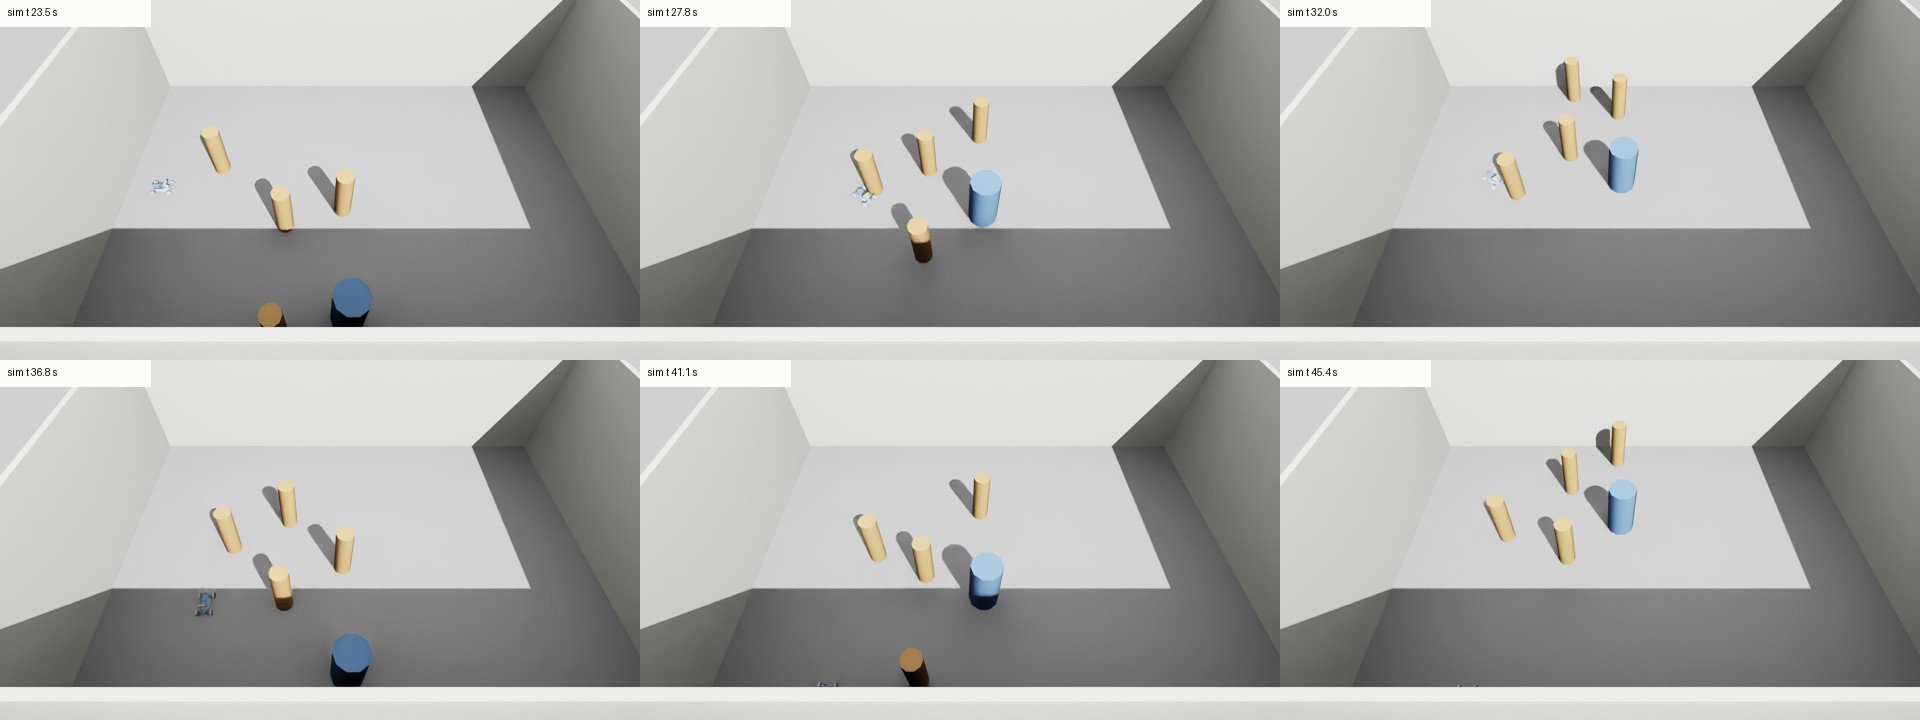 sim t 23.5 s
sim t 27.8 s
sim t 32.0 s
sim t 36.8 s
sim t 41.1 s
sim t 45.4 s